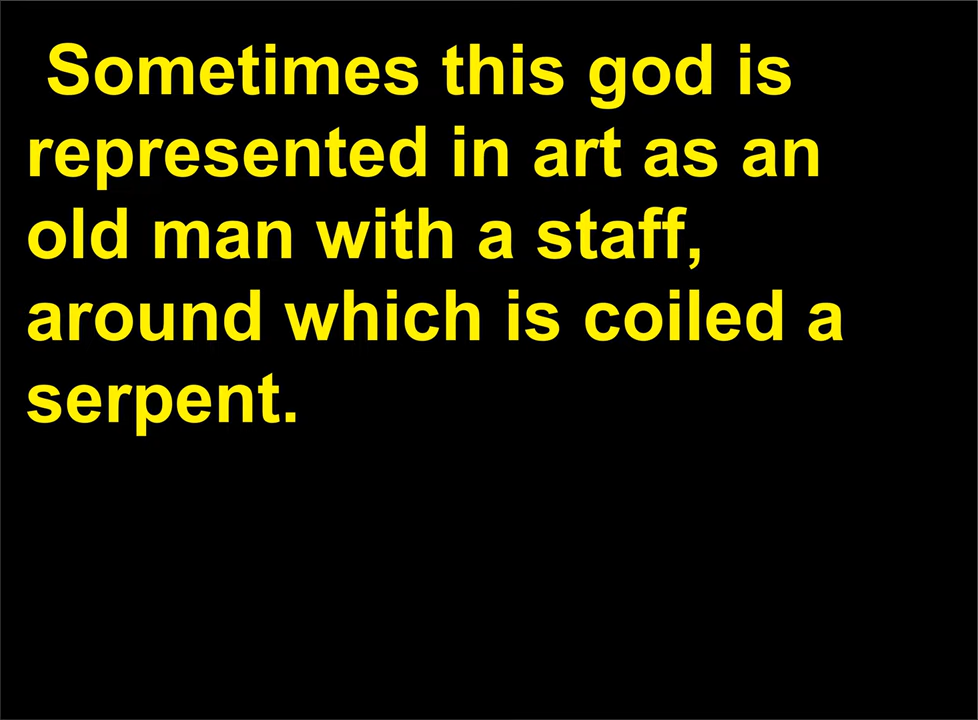 Sometimes this god is
represented in art as an
old man with a staff,
around which is coiled a
serpent.